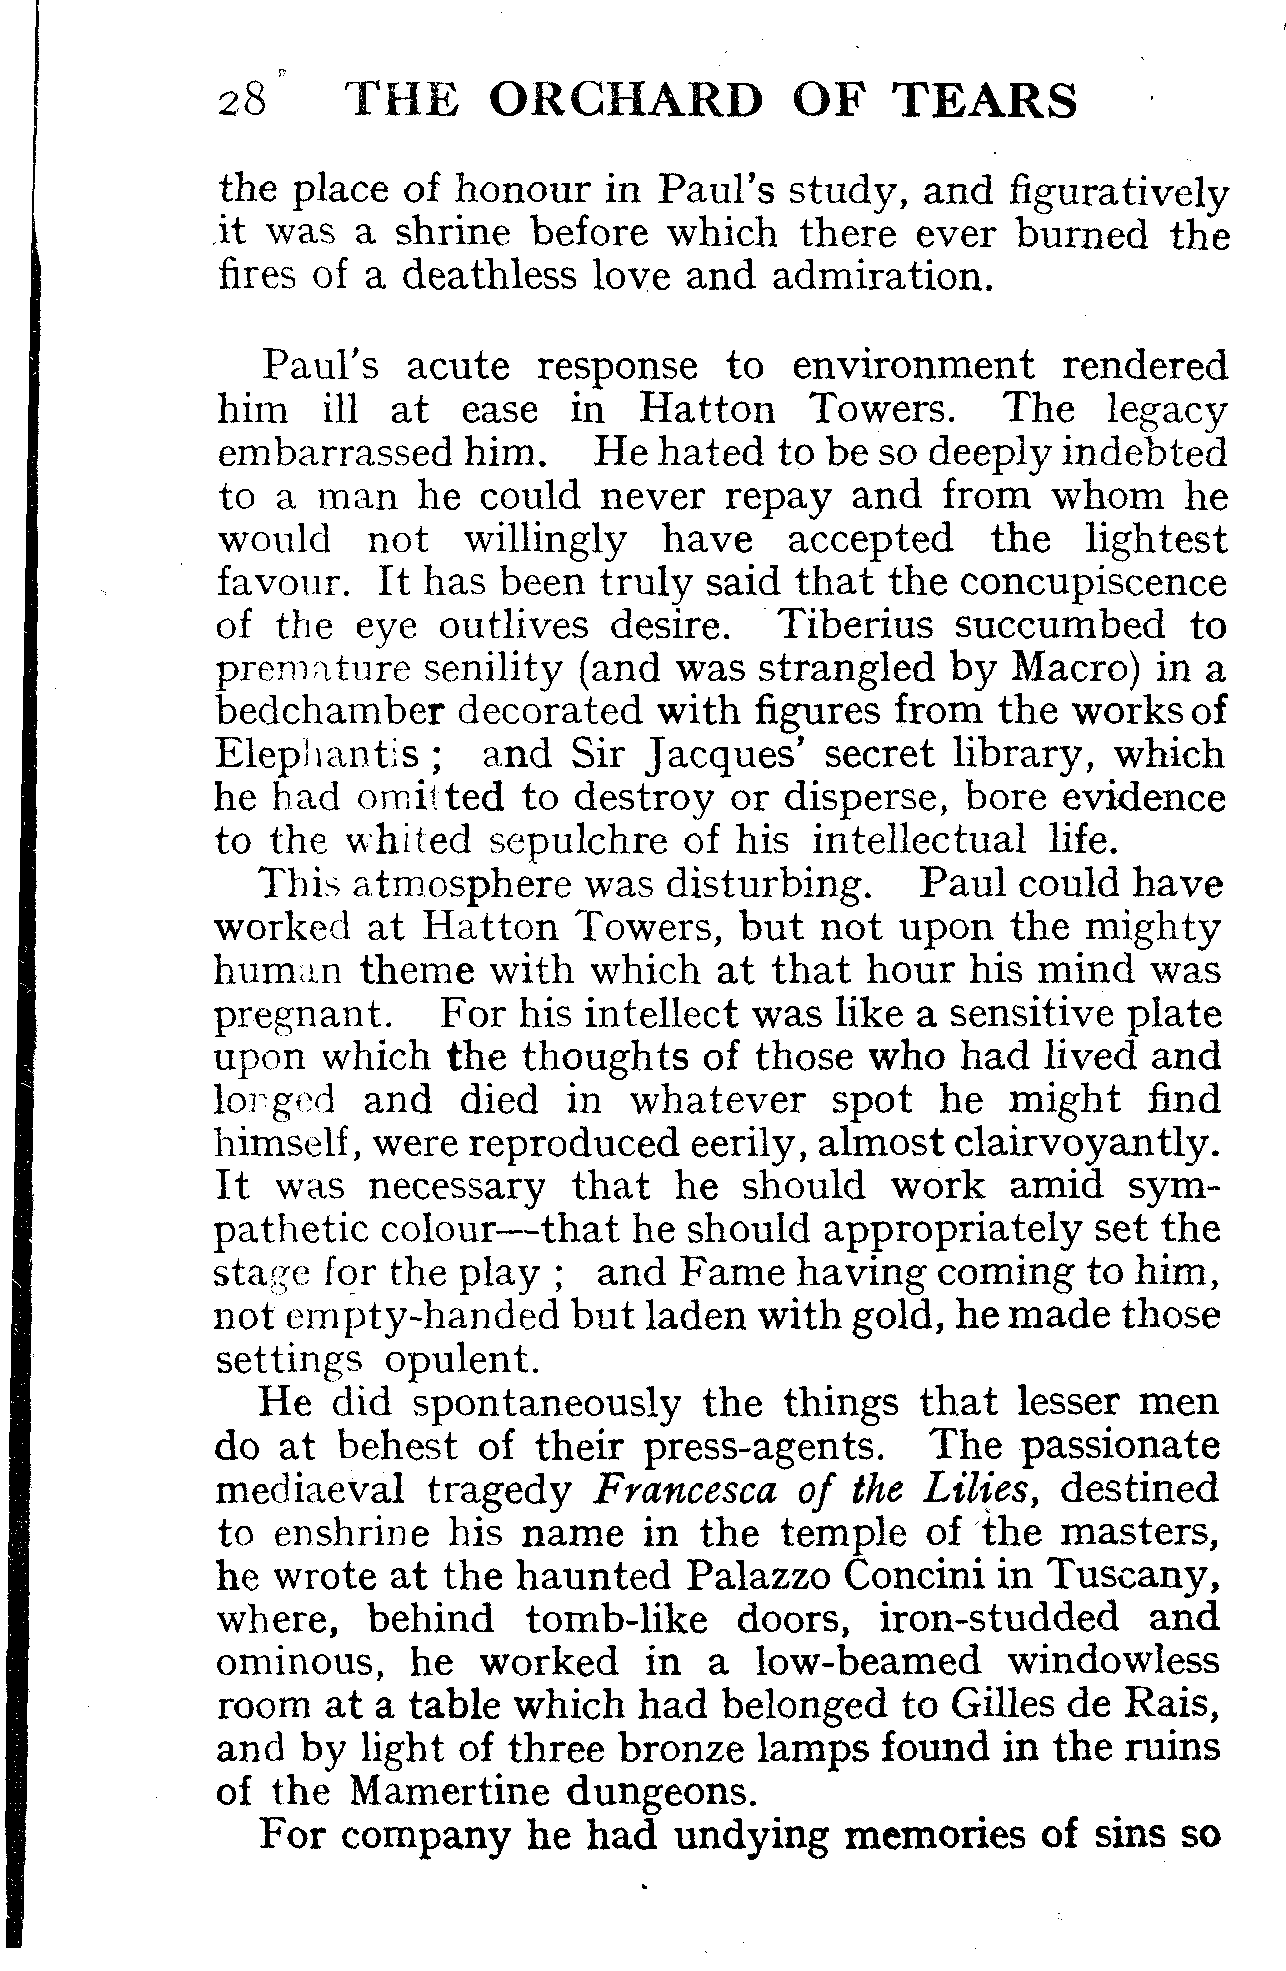 28 THE ORCHARD OF TEARS
the place of honour in Paul's study, and figuratively
it was a shrine before which there ever burned the
fires of a deathless love and admiration.
Paul's acute response to environment rendered
him ill at ease in Hatton Towers. The legacy
embarrassed him. He hated to be so deeply indebted
to a man he could never repay and from whom he
would not willingly have accepted the lightest
favour. It has been truly said that the concupiscence
of the eye outlives desire. Tiberius succumbed to
premature senility (and was strangled by Macro) in a
bedchamber decorated with figures from the works of
Elephantis ; and Sir Jacques' secret library, which
he had omitted to destroy or disperse, bore evidence
to the whited sepulchre of his intellectual life.
This atmosphere was disturbing. Paul could have
worked at Hatton Towers, but not upon the mighty
human theme with which at that hour his mind was
pregnant. For his intellect was like a sensitive plate
upon which the thoughts of those who had lived and
longed and died in whatever spot he might find
himself, were reproduced eerily, almost clairvoyantly.
It was necessary that he should work amid sym-
pathetic colour—that he should appropriately set the
stage for the play ; and Fame having coming to him,
not empty-handed but laden with gold, he made those
settings opulent.
He did spontaneously the things that lesser men
do at behest of their press-agents. The passionate
mediaeval tragedy Francesca of the Lilies, destined
to enshrine his name in the temple of the masters,
he wrote at the haunted Palazzo Concini in Tuscany,
where, behind tomb-like doors, iron-studded and
ominous, he worked in a low-beamed windowless
room at a table which had belonged to Gilles de Rais,
and by light of three bronze lamps found in the ruins
of the Mamertine dungeons.
For company he had undying memories of sins so